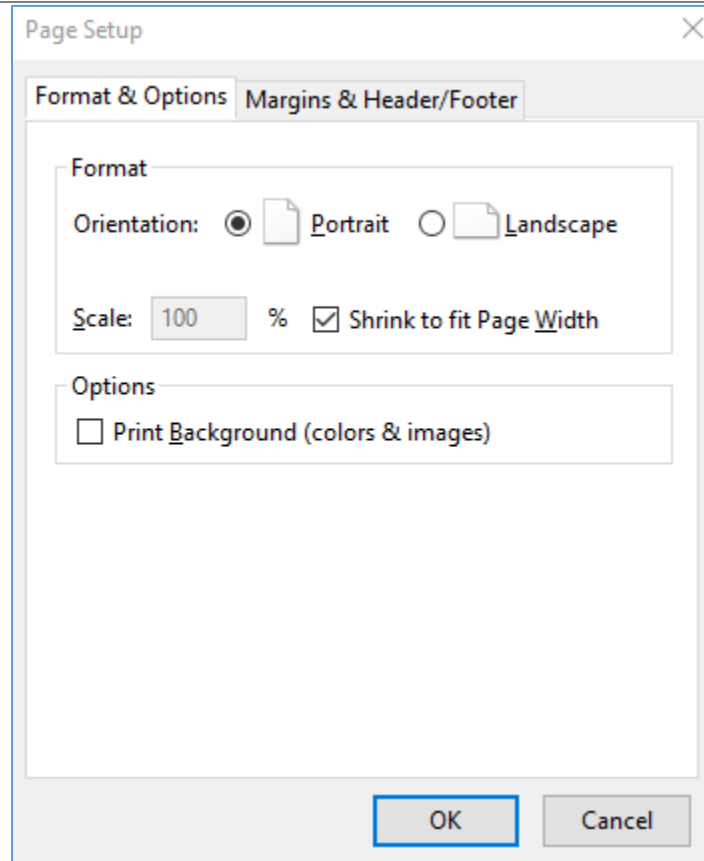 Page Setup
Format & Options Margins & Header/Footer
Format
Orientation: Portrait Landscape
Scale: 100 % Shrink to fit Page Width
Options
Print Background (colors & images)
OK Cancel